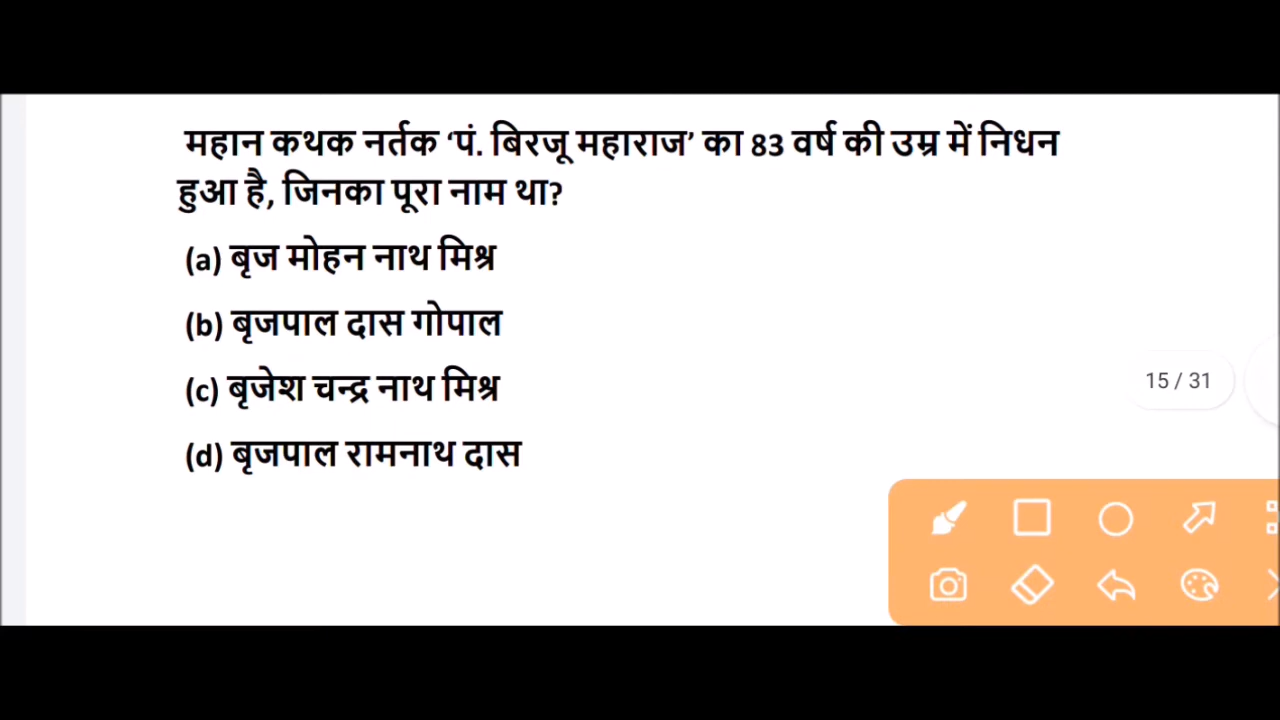 महान कथक नर्तक ‘पं. बिरजू महाराज’ का 83 वर्ष की उम्र में निधन
हुआ है, जिनका पूरा नाम था?
(a) बृज मोहन नाथ मिश्र
(b) बृजपाल दास गोपाल
(c) बृजेश चन्द्र नाथ मिश्र
(d) बृजपाल रामनाथ दास
15 / 31